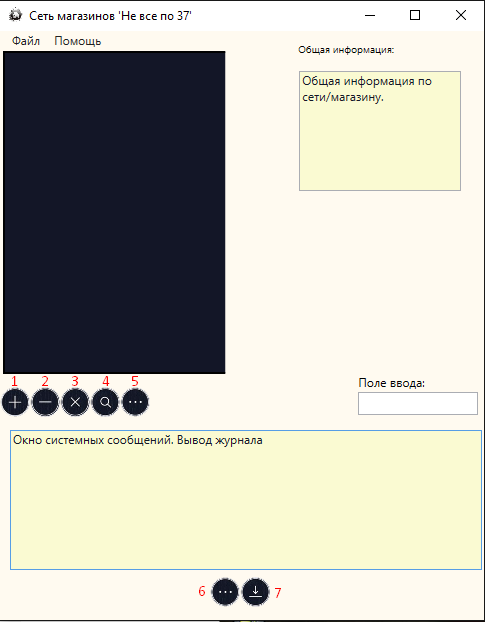 Сеть магазинов 'Не все по 37'
Файл Помощь
Общая информация:
Общая информация по
сети/магазину.
1 2 3 4 5
Поле ввода:
Окно системных сообщений. Вывод журнала
6 7